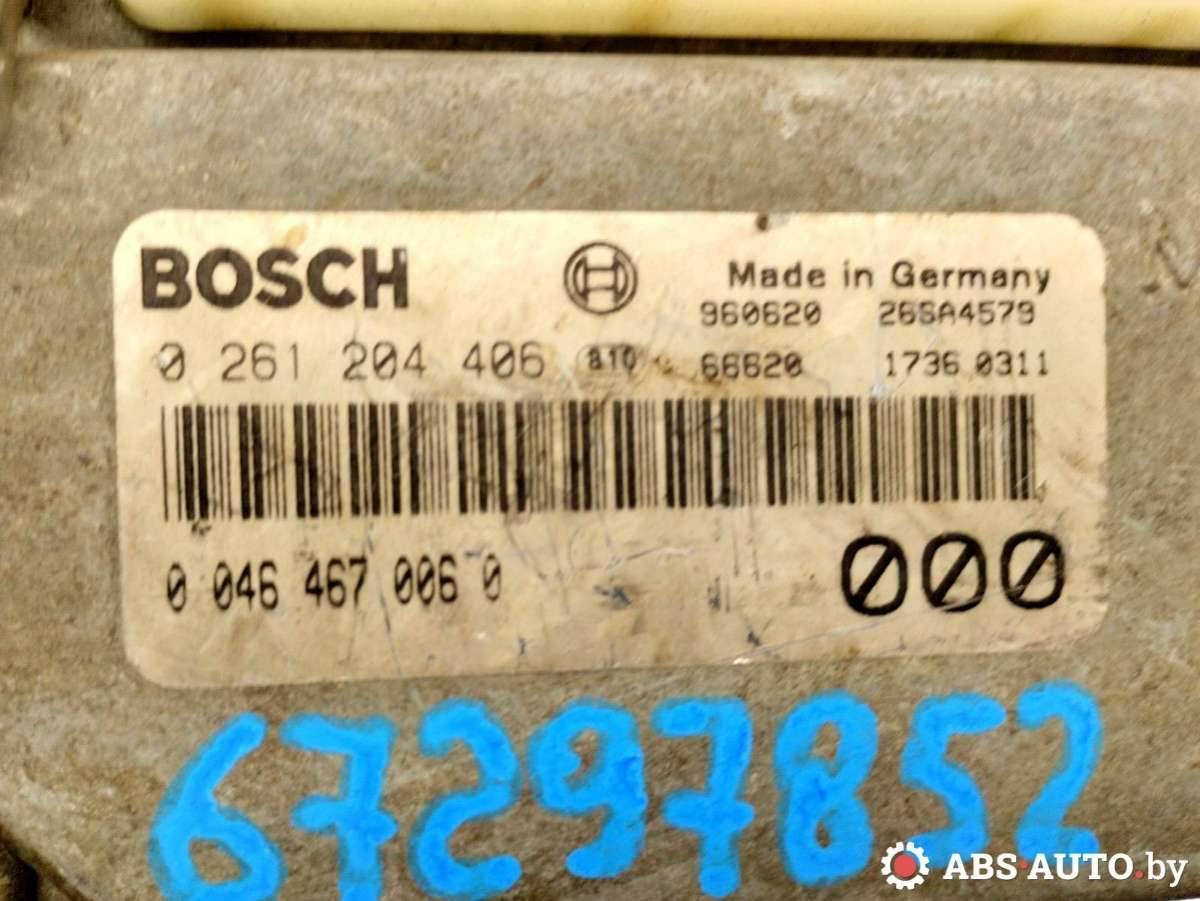 BOSCH
Made in Germany
960620 26SA4579
0 261 204 406 810 66620 1736 0311
0 046 467 006 0
000
67297852
ABS-AUTO.by